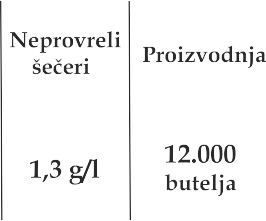 Neprovreli
šećeri
1,3 g/l
Proizvodnja
12.000
butelja